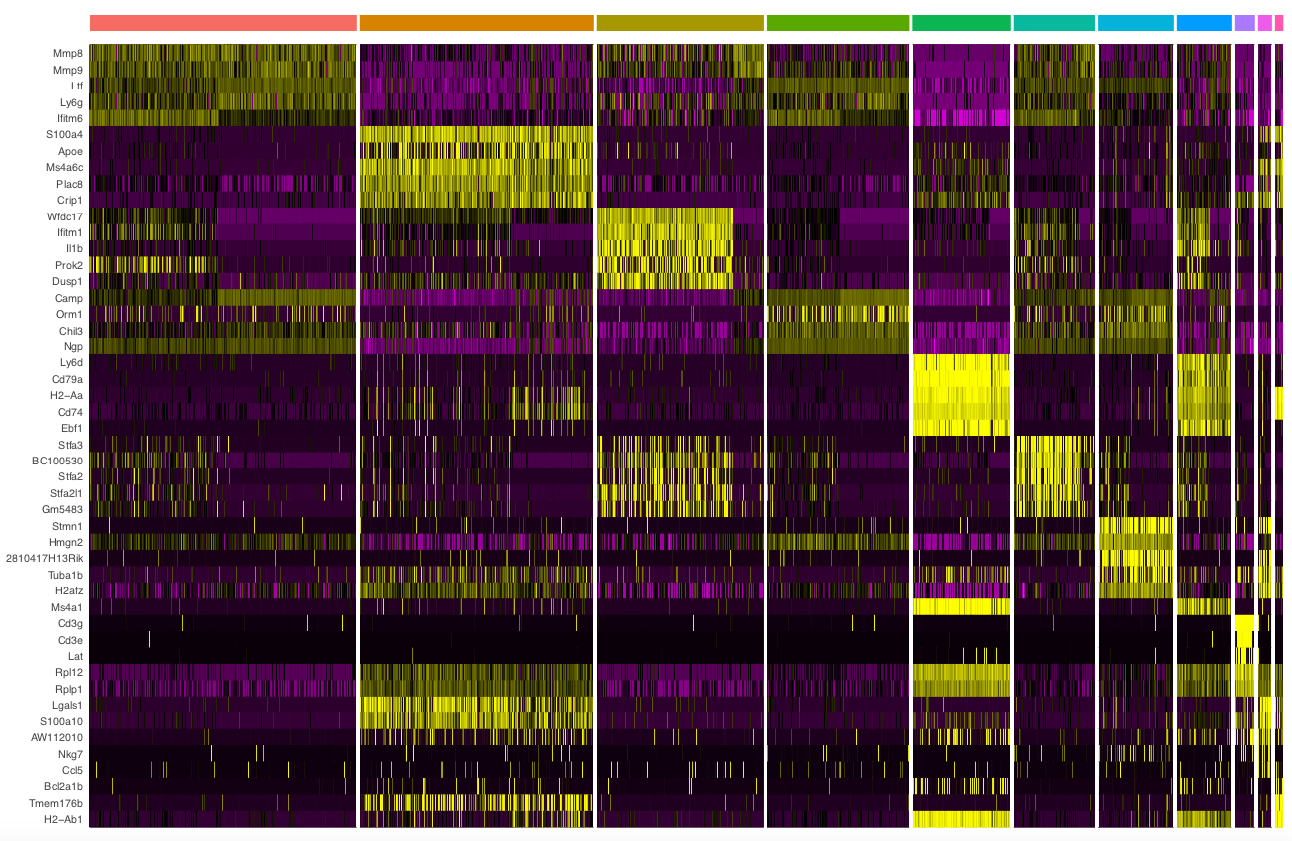 Mmp8
Mmp9
Ltf
Ly6g
Ifitm6
S100a4
Apoe
Ms4a6c
Plac8
Crip1
Wfdc17
Ifitm1
Il1b
Prok2
Dusp1
Camp
Orm1
Chil3
Ngp
Ly6d
Cd79a
H2−Aa
Cd74
Ebf1
Stfa3
BC100530
Stfa2
Stfa2l1
Gm5483
Stmn1
Hmgn2
2810417H13Rik
Tuba1b
H2afz
Ms4a1
Cd3g
Cd3e
Lat
Rpl12
Rplp1
Lgals1
S100a10
AW112010
Nkg7
Ccl5
Bcl2a1b
Tmem176b
H2−Ab1